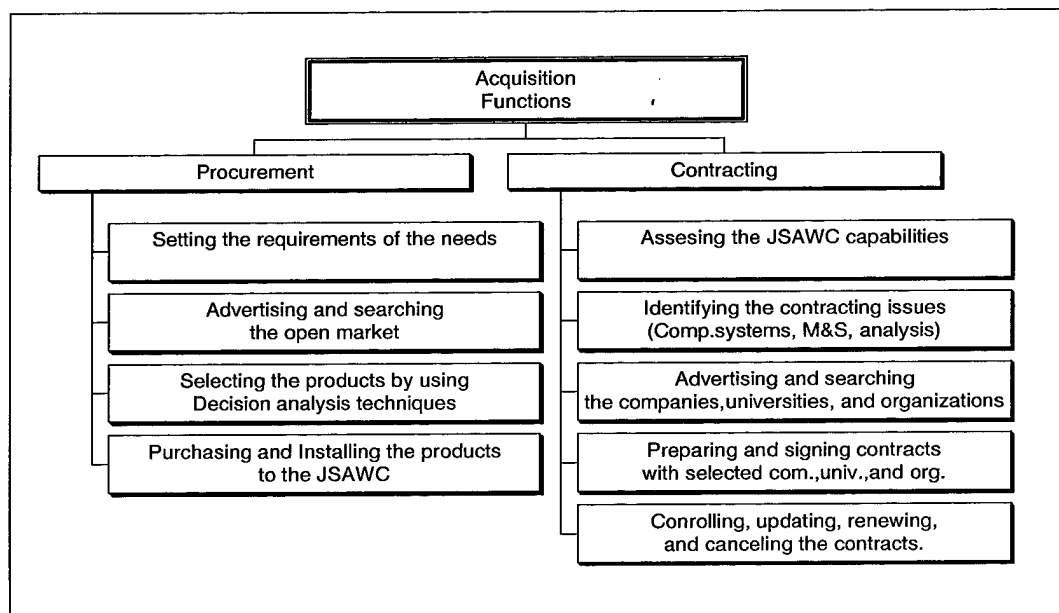 Acquisition
Functions
Procurement
Setting the requirements of the needs
Advertising and searching
the open market
Selecting the products by using
Decision analysis techniques
Purchasing and Installing the products
to the JSAWC
Contracting
Assesing the JSAWC capabilities
Identifying the contracting issues
(Comp.systems, M&S, analysis)
Advertising and searching
the companies,universities, and organizations
Preparing and signing contracts
with selected com.,univ.,and org.
Conrolling, updating, renewing,
and canceling the contracts.